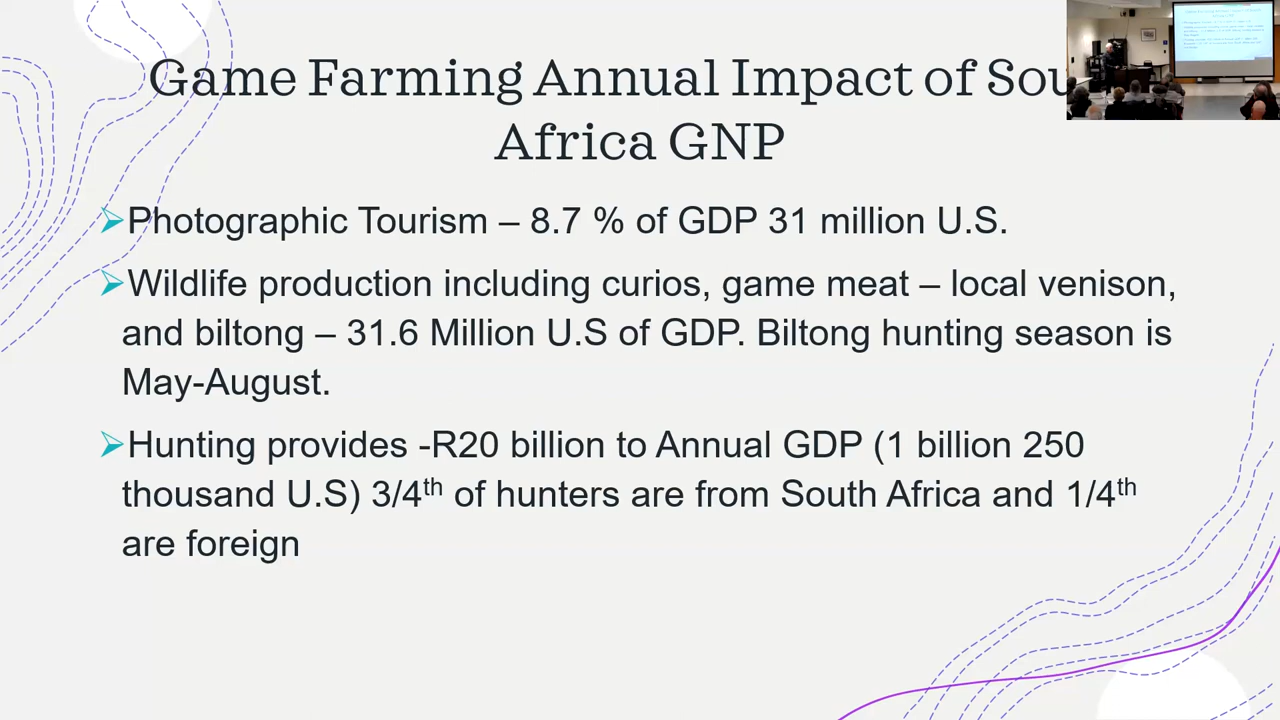 Game Farming Annual Impact of Sou
Africa GNP
Photographic Tourism – 8.7 % of GDP 31 million U.S.
Wildlife production including curios, game meat – local venison,
and biltong – 31.6 Million U.S of GDP. Biltong hunting season is
May-August.
Hunting provides -R20 billion to Annual GDP (1 billion 250
thousand U.S) 3/4th of hunters are from South Africa and 1/4th
are foreign